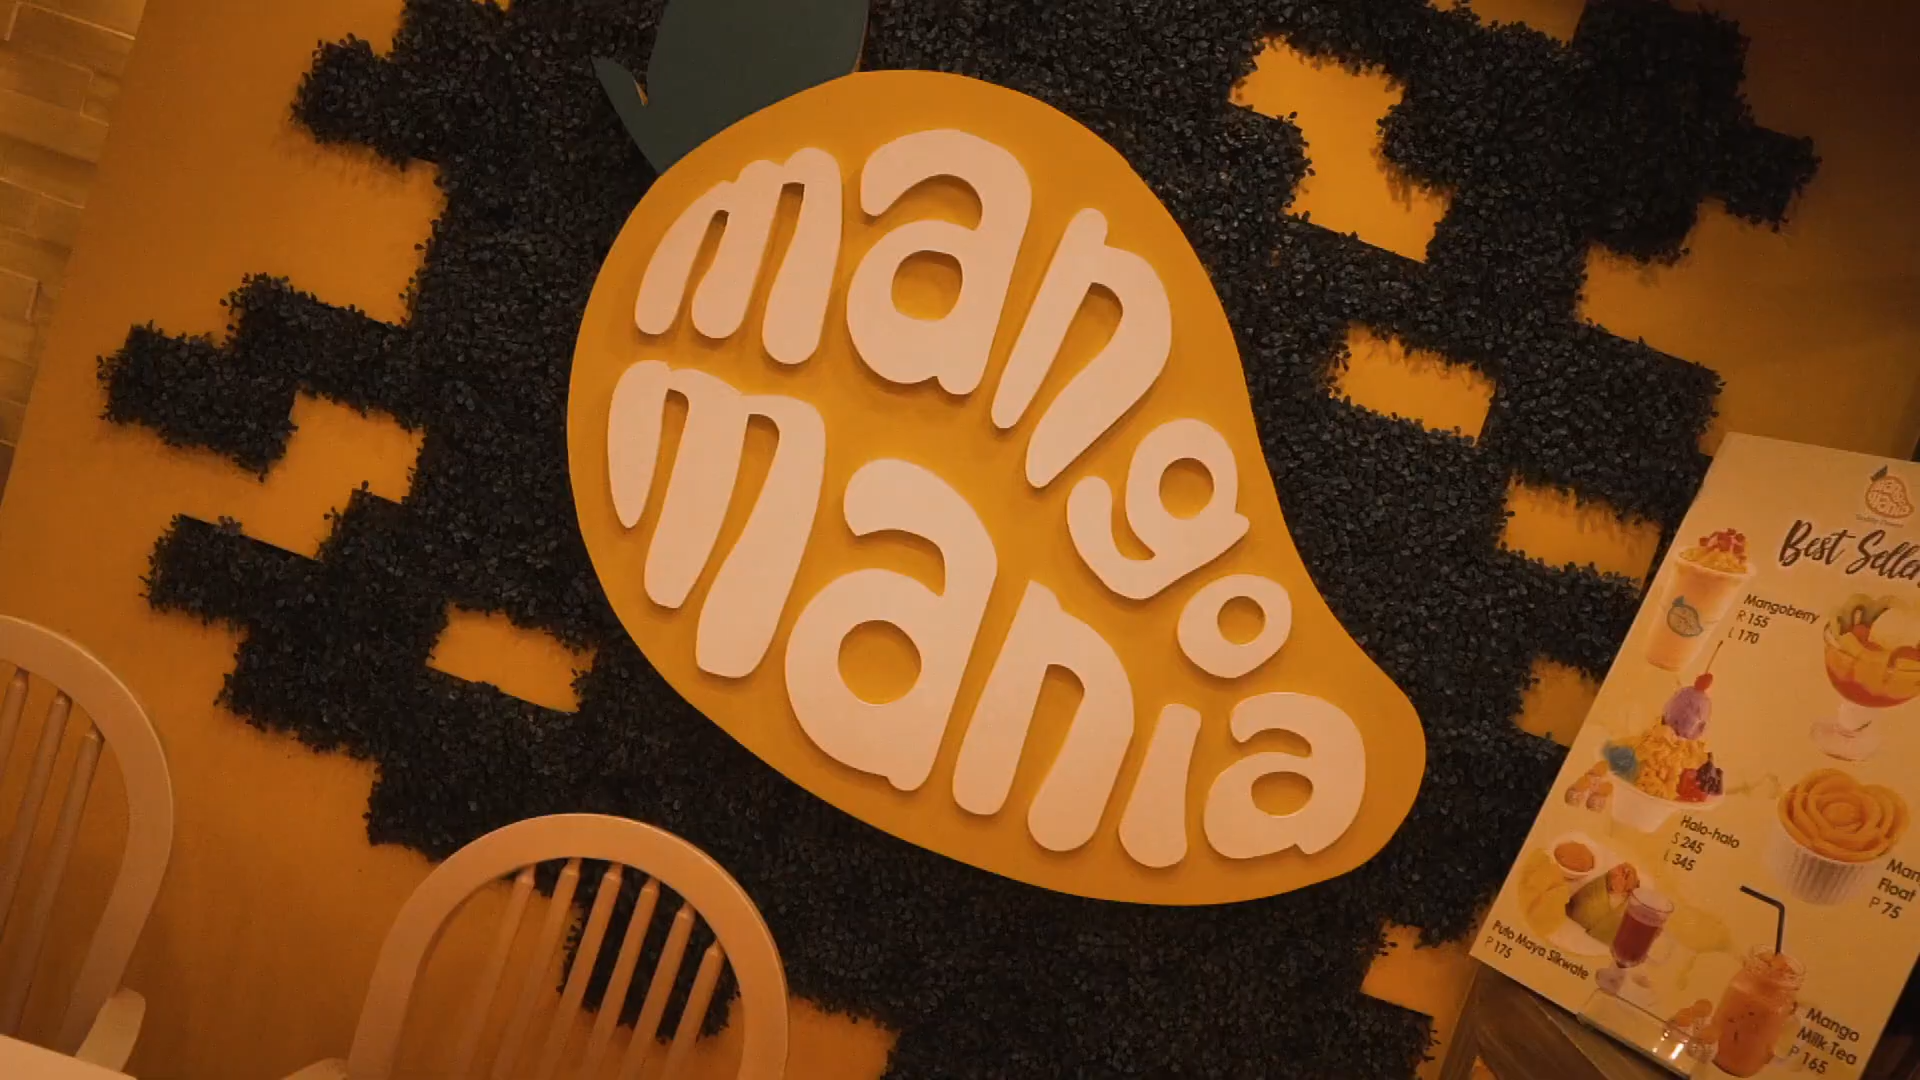 mango
mania
Best Seller
Mangoberry
R 155
L 170
Halo-halo
S 245
L 345
Man
Float
P 75
Puto Maya Sikwate
P 175
Mango
Milk Tea
P 165